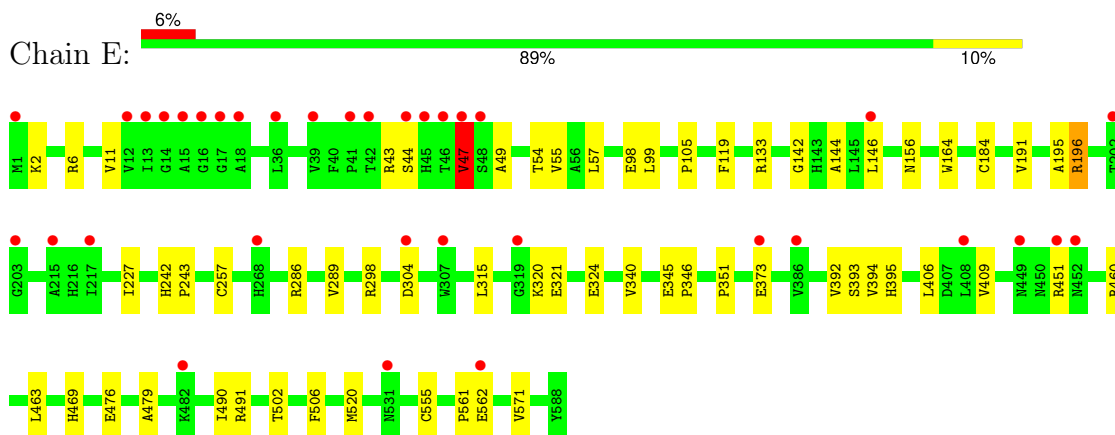 6%
Chain E:
89% 10%
M1 K2 R6 V11 V12 I13 G14 A15 G16 G17 A18 L36 V39 F40 P41 T42 R43 S44 H45 T46 V47 S48 A49 T54 V55 A56 L57 E98 L99 P105 F119 R133 G142 H143 A144 L145 L146 N156 W164 C184 V191 A195 R196
G203 A215 H216 I217 I227 H242 P243 C257 H268 R286 V289 R298 D304 W307 L315 G319 K320 E321 E324 V340 E345 P346 P351 E373 V386 V392 S393 V394 H395 L406 D407 L408 V409 N449 N450 R451 N452
L463 H469 E476 A479 K482 I490 R491 T502 F506 M520 N531 C555 P561 E562 V571 Y588